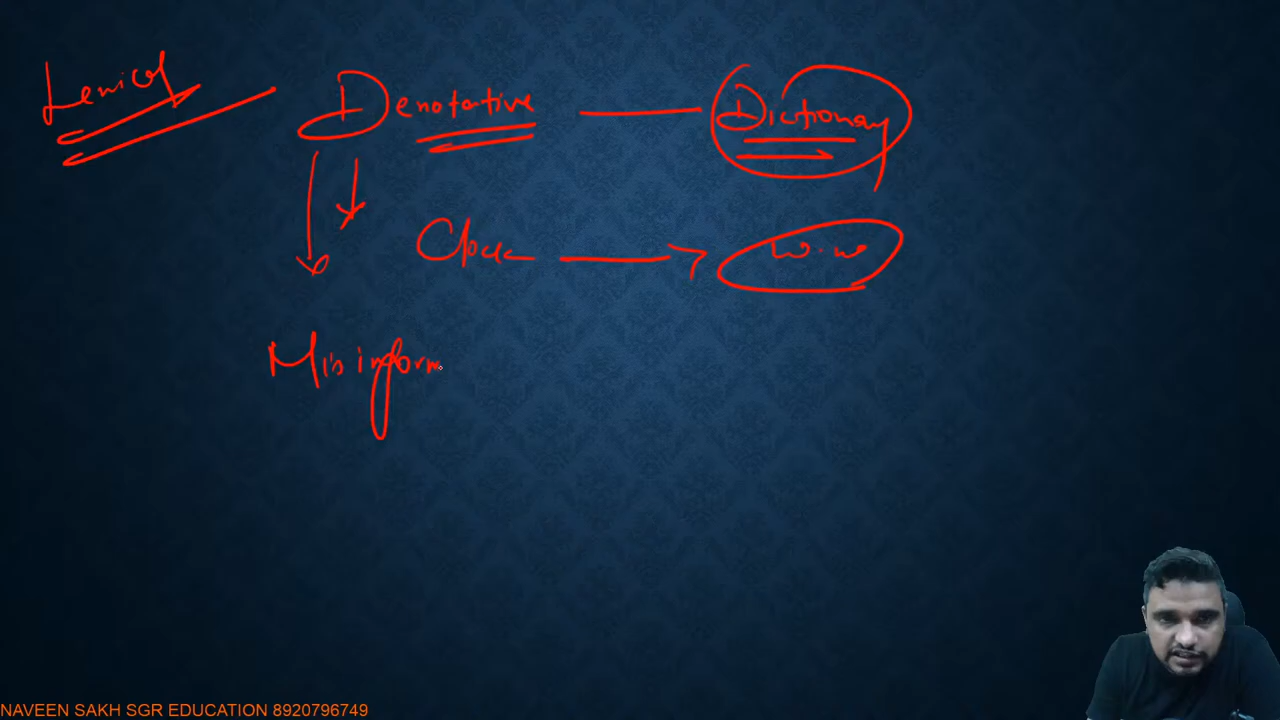 Lexical Denotative Dictionary
Clock w.w
Misinform
NAVEEN SAKH SGR EDUCATION 8920796749